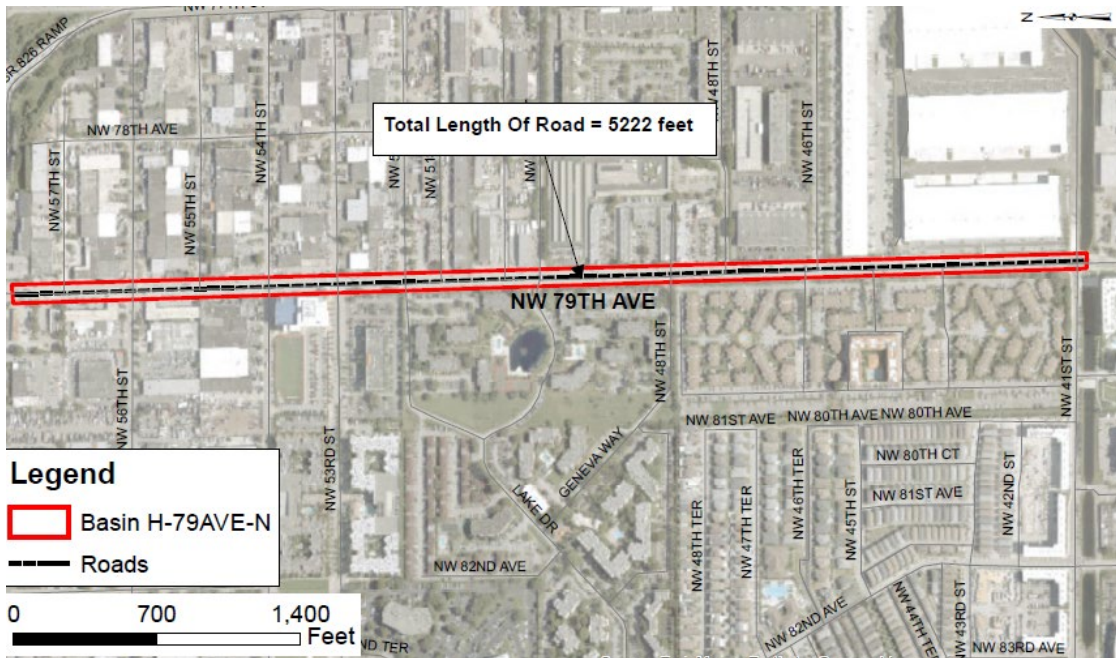 N
SR 826 RAMP
NW 48TH ST
Total Length Of Road = 5222 feet
NW 78TH AVE
NW 57TH ST
NW 55TH ST
NW 54TH ST
NW 51
NW
NW 46TH ST
NW 79TH AVE
NW 56TH ST
NW 53RD ST
NW 48TH ST
NW 41ST ST
NW 81ST AVE
NW 80TH AVE
NW 80TH AVE
NW 80TH CT
NW 81ST AVE
GENEVA WAY
LAKE DR
NW 82ND AVE
NW 48TH TER
NW 47TH TER
NW 46TH TER
NW 45TH ST
NW 42ND ST
NW 82ND AVE
NW 44TH TER
NW 43RD ST
NW 83RD AVE
ND TER
Legend
Basin H-79AVE-N
Roads
0 700 1,400
Feet